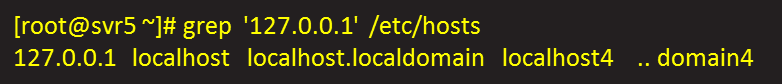 [root@svr5 ~]# grep '127.0.0.1' /etc/hosts
127.0.0.1 localhost localhost.localdomain localhost4 .. domain4